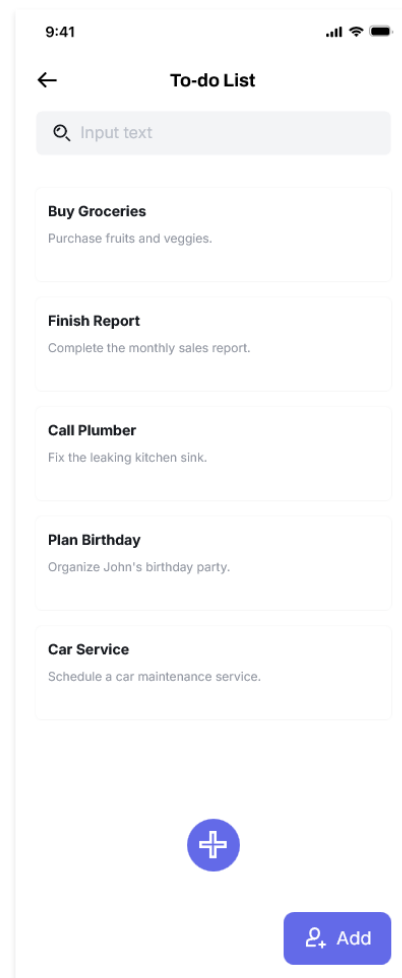 9:41
To-do List
Input text
Buy Groceries
Purchase fruits and veggies.
Finish Report
Complete the monthly sales report.
Call Plumber
Fix the leaking kitchen sink.
Plan Birthday
Organize John's birthday party.
Car Service
Schedule a car maintenance service.
Add